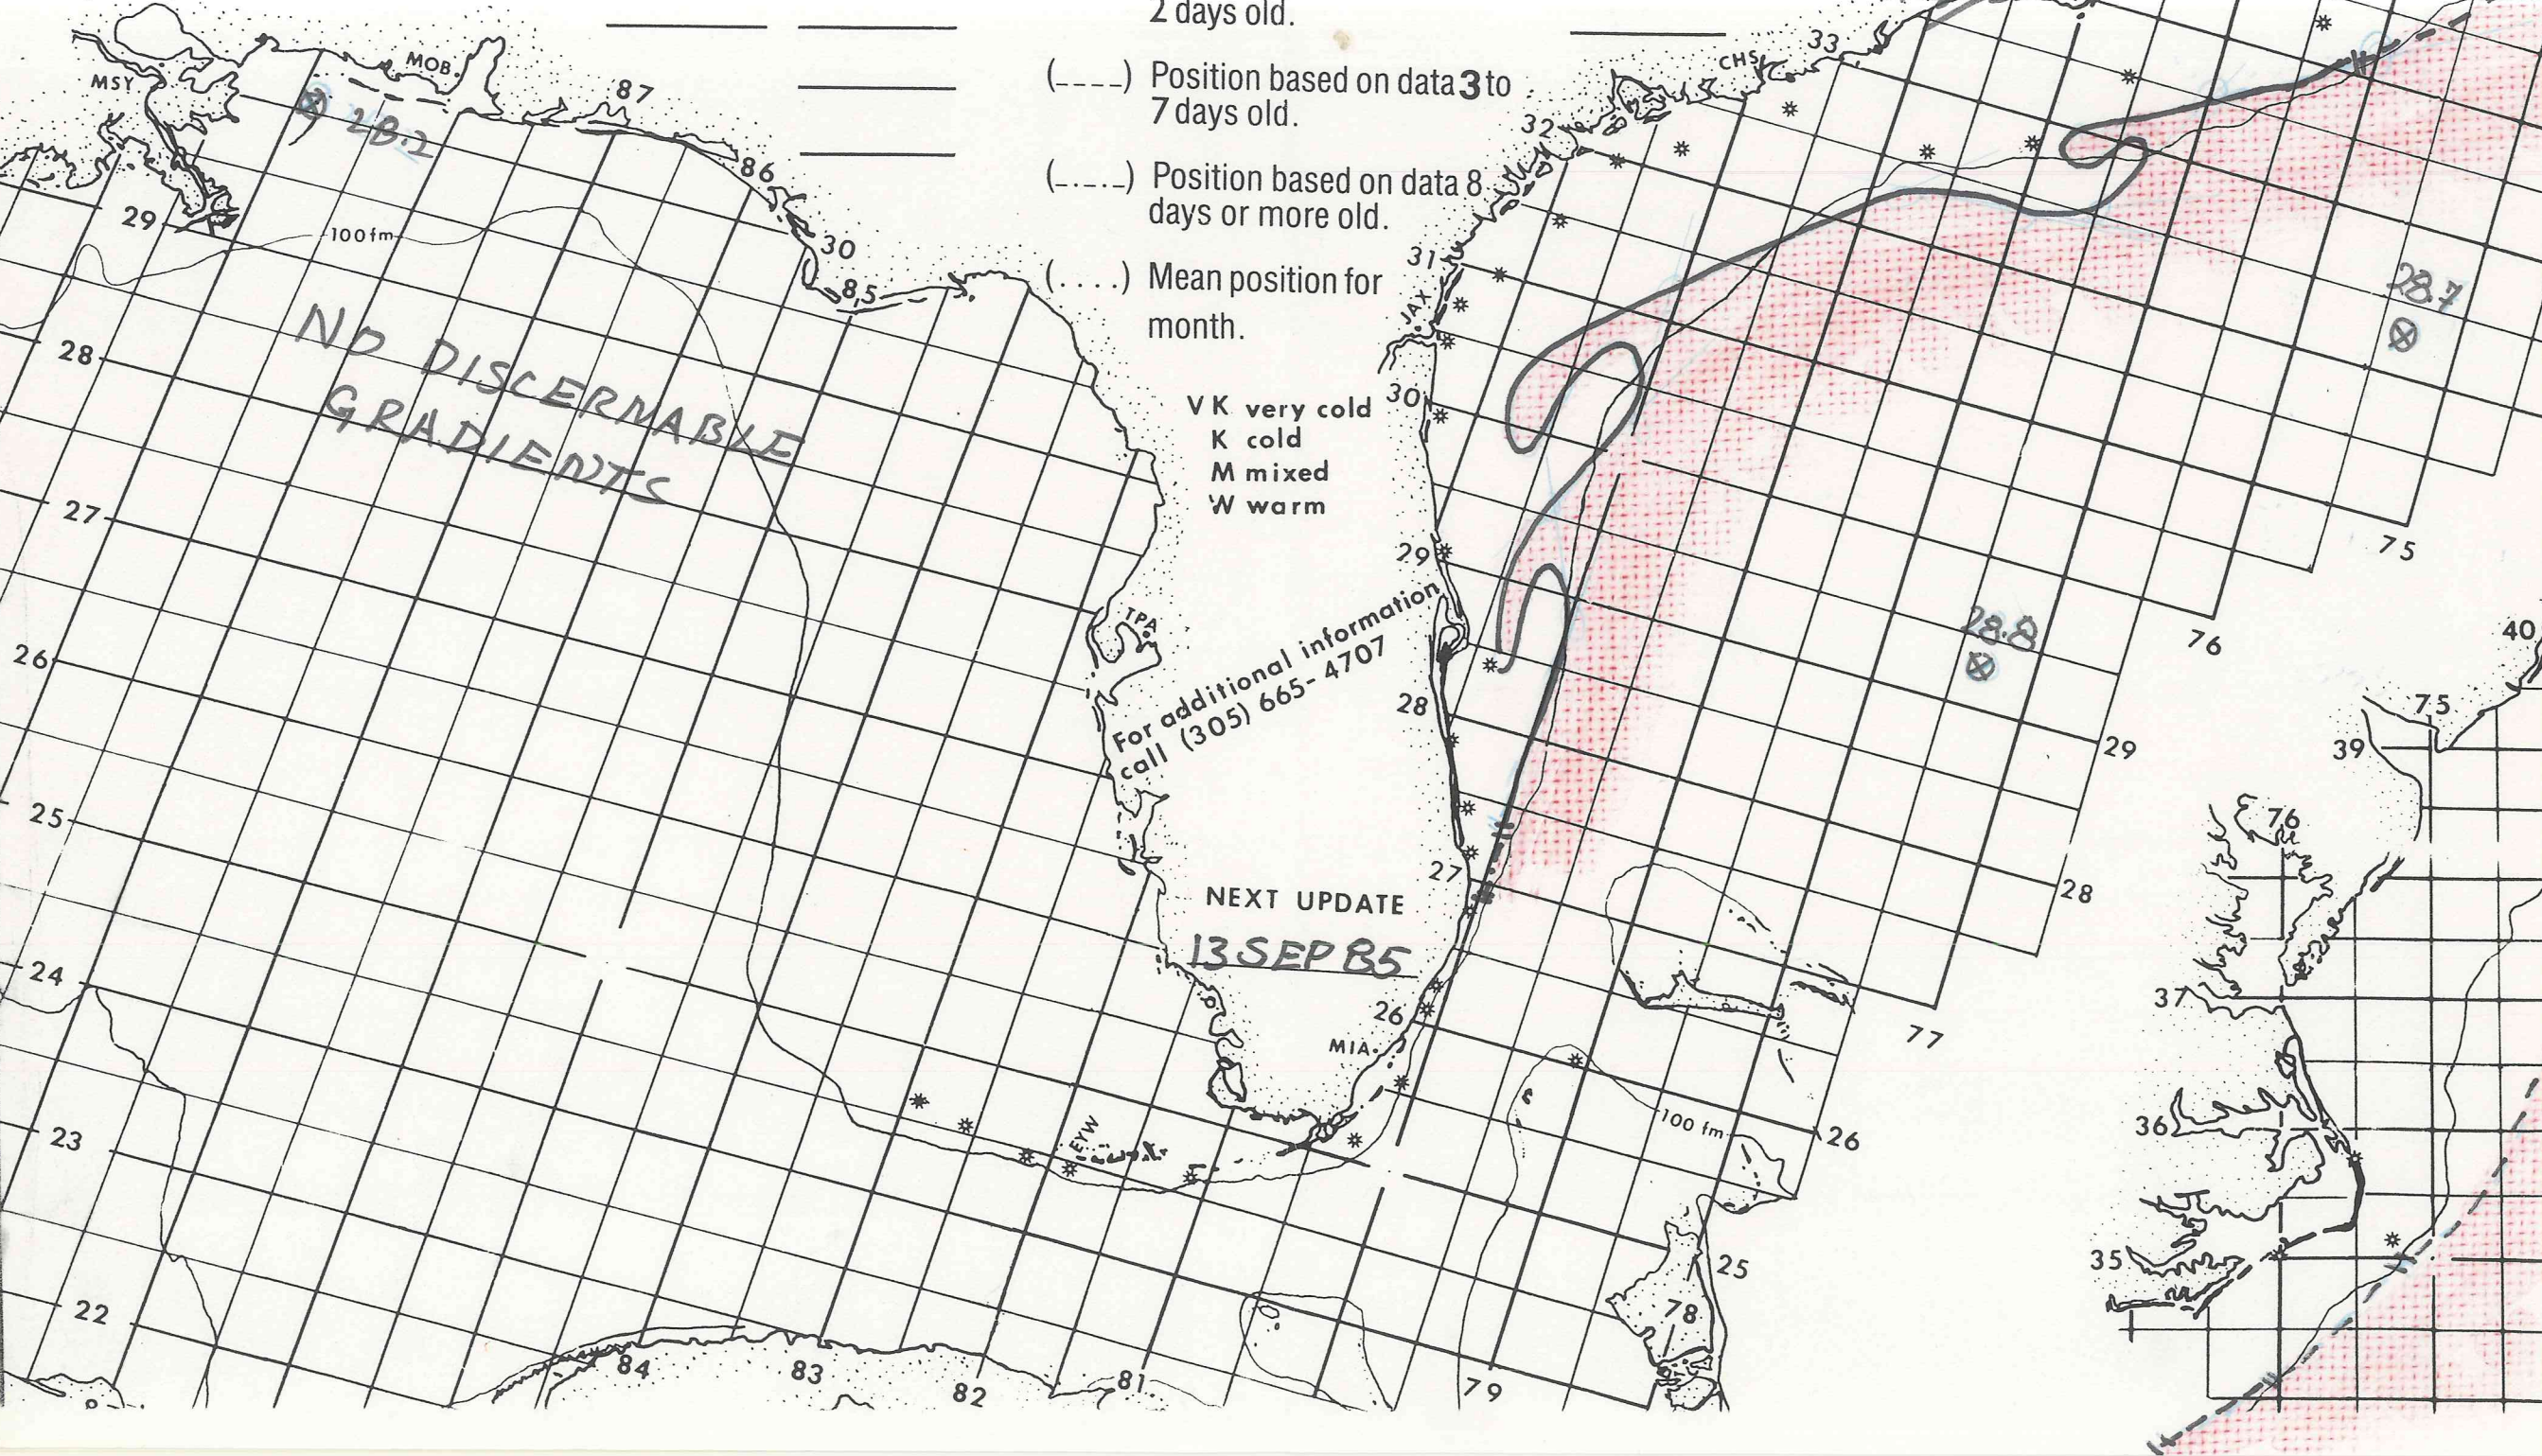 2 days old.
(____) Position based on data 3 to
7 days old.
(_._._) Position based on data 8
days or more old.
(....) Mean position for
month.
VK very cold
K cold
M mixed
W warm
For additional information
call (305) 665-4707
NEXT UPDATE
13 SEP 85
NO DISCERNABLE
GRADIENTS
MSY
MOB.
28.2
87
86
85
30
29
100 fm
28
27
26
25
24
23
22
84
83
82
81
79
78
TPA
EYW
MIA.
JAX
CHS
33
32
31
30
29
28
27
26
28.7
28.8
75
76
29
28
77
26
100 fm
25
40
75
39
76
37
36
35